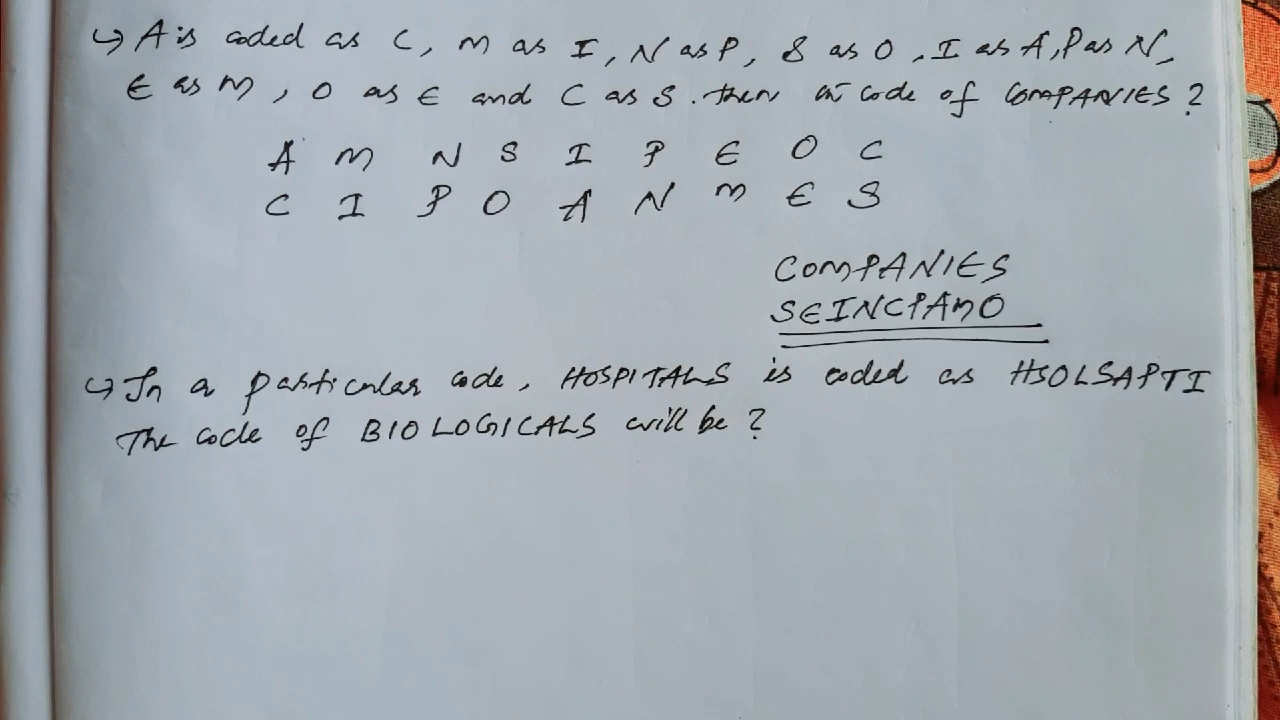 ↳ A is coded as C, M as I, N as P, S as O, I as A, P as N,
E as M, O as E and C as S. then code of COMPANIES?
A M N S I P E O C
C I P O A N M E S
COMPANIES
SEINCPAMO
↳ In a particular code, HOSPITALS is coded as HSOLSAPTI
The code of BIOLOGICALS will be?